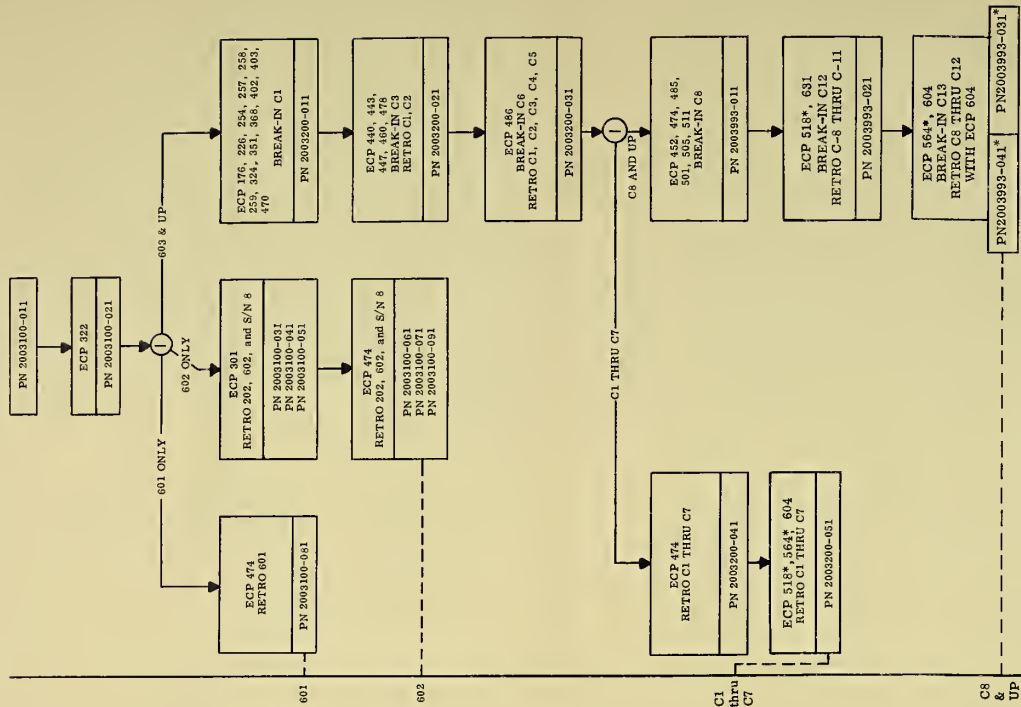 PN 2003100-011
ECP 322
PN 2003100-021
601 ONLY
602 ONLY
603 & UP
ECP 474
RETRO 601
PN 2003100-081
ECP 301
RETRO 202, 602, and S/N 8
PN 2003100-031
PN 2003100-041
PN 2003100-051
ECP 474
RETRO 202, 602, and S/N 8
PN 2003100-061
PN 2003100-071
PN 2003100-091
ECP 176, 226, 254, 257, 258,
259, 324, 351, 368, 402, 403,
470
BREAK-IN C1
PN 2003200-011
ECP 440, 443,
447, 460, 478
BREAK-IN C3
RETRO C1, C2
PN 2003200-021
ECP 486
BREAK-IN C6
RETRO C1, C2, C3, C4, C5
PN 2003200-031
C1 THRU C7
C8 AND UP
ECP 474
RETRO C1 THRU C7
PN 2003200-041
ECP 518*, 564*, 604
RETRO C1 THRU C7
PN 2003200-051
ECP 452, 474, 485,
501, 505, 511
BREAK-IN C8
PN 2003993-011
ECP 518*, 631
BREAK-IN C12
RETRO C-8 THRU C-11
PN 2003993-021
ECP 564*, 604
BREAK-IN C13
RETRO C8 THRU C12
WITH ECP 604
PN2003993-041*
PN2003993-031*
601
602
C1
thru
C7
C8
&
UP